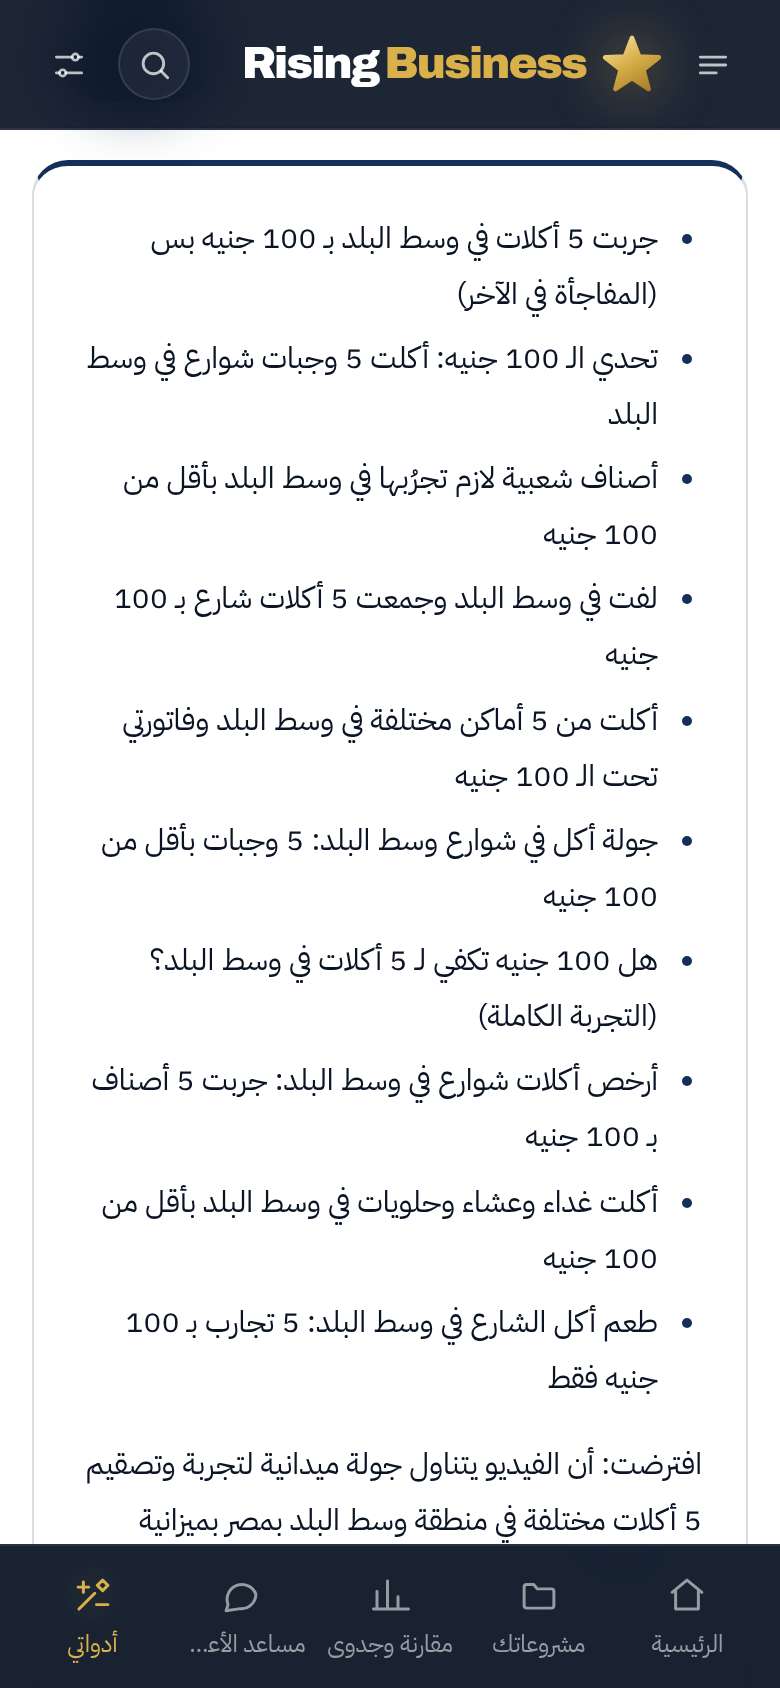 Rising Business
جربت 5 أكلات في وسط البلد بـ 100 جنيه بس
(المفاجأة في الآخر)
تحدي الـ 100 جنيه: أكلت 5 وجبات شوارع في وسط
البلد
أصناف شعبية لازم تجرُبها في وسط البلد بأقل من
100 جنيه
لفت في وسط البلد وجمعت 5 أكلات شارع بـ 100
جنيه
أكلت من 5 أماكن مختلفة في وسط البلد وفاتورتي
تحت الـ 100 جنيه
جولة أكل في شوارع وسط البلد: 5 وجبات بأقل من
100 جنيه
هل 100 جنيه تكفي لـ 5 أكلات في وسط البلد؟
(التجربة الكاملة)
أرخص أكلات شوارع في وسط البلد: جربت 5 أصناف
بـ 100 جنيه
أكلت غداء وعشاء وحلويات في وسط البلد بأقل من
100 جنيه
طعم أكل الشارع في وسط البلد: 5 تجارب بـ 100
جنيه فقط
افترضت: أن الفيديو يتناول جولة ميدانية لتجربة وتصقيم
5 أكلات مختلفة في منطقة وسط البلد بمصر بميزانية
الرئيسية
مشروعاتك
مقارنة وجدوى
مساعد الأعـ...
أدواتي